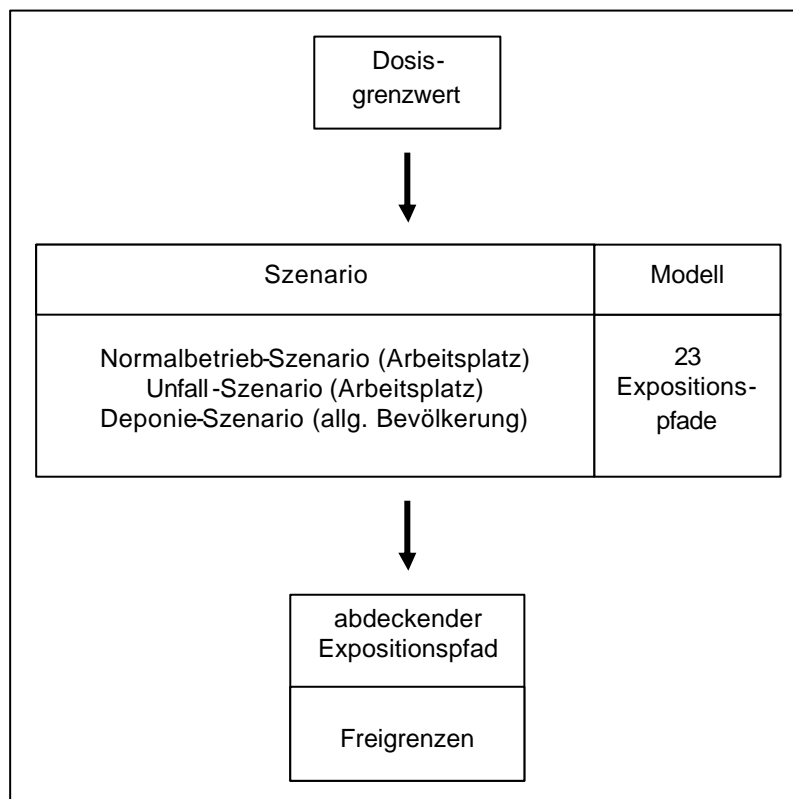 Dosis-
grenzwert
Szenario
Modell
Normalbetrieb-Szenario (Arbeitsplatz)
Unfall-Szenario (Arbeitsplatz)
Deponie-Szenario (allg. Bevölkerung)
23
Expositions-
pfade
abdeckender
Expositionspfad
Freigrenzen